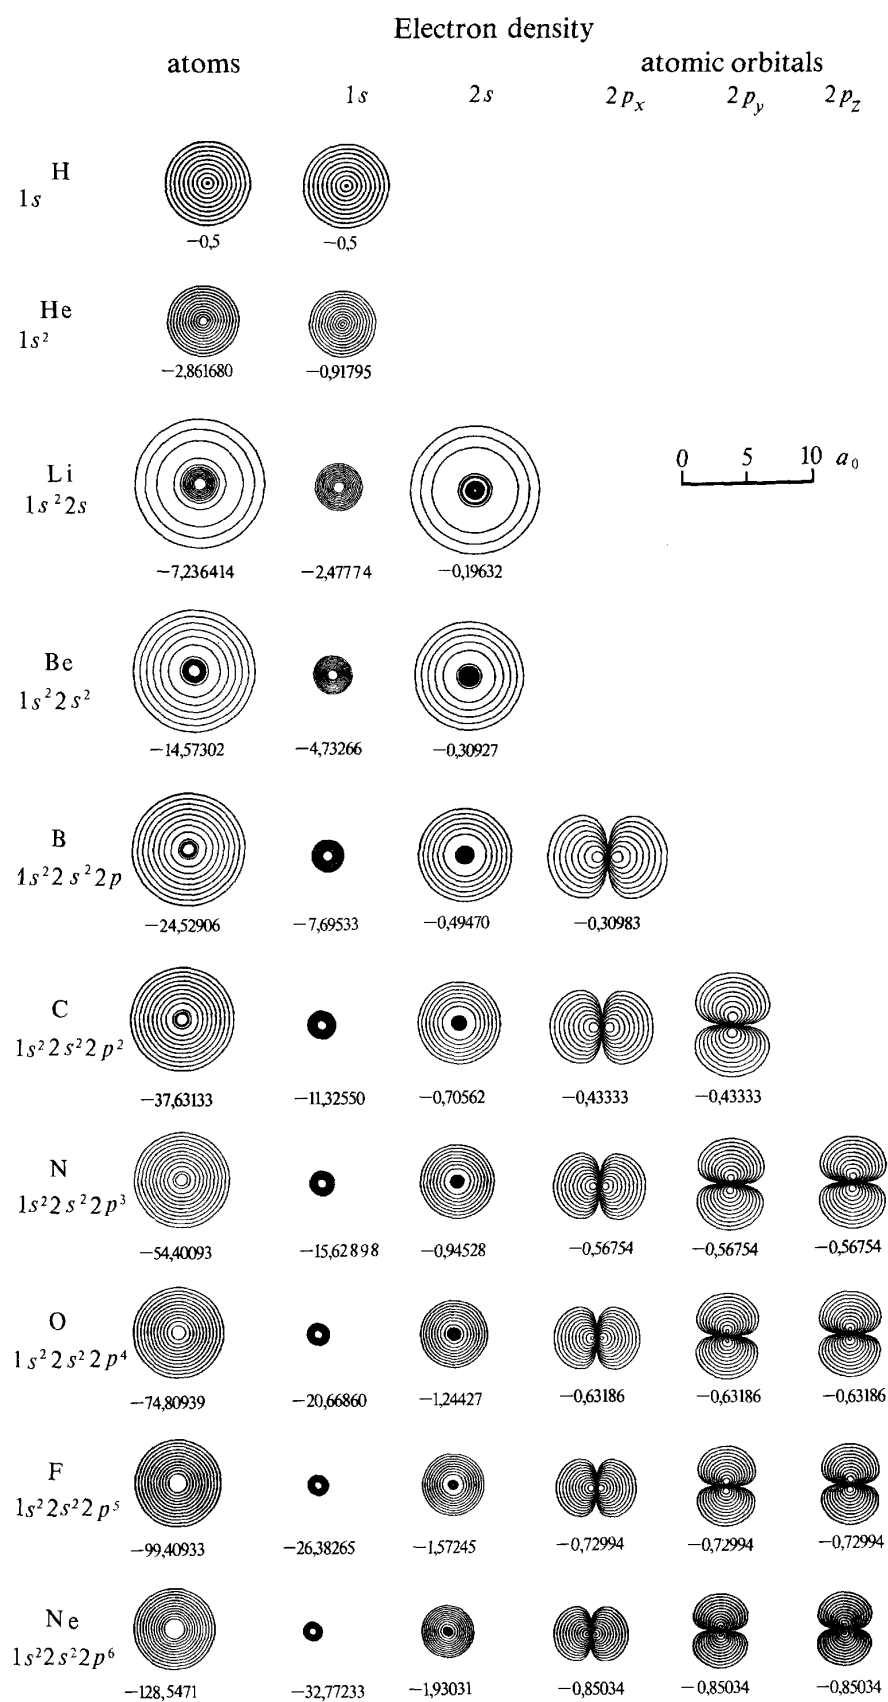 Electron density
atoms atomic orbitals
1s 2s 2p_x 2p_y 2p_z
H
1s
−0,5 −0,5
He
1s²
−2,861680 −0,91795
Li
1s²2s
0 5 10 a₀
−7,236414 −2,47774 −0,19632
Be
1s²2s²
−14,57302 −4,73266 −0,30927
B
1s²2s²2p
−24,52906 −7,69533 −0,49470 −0,30983
C
1s²2s²2p²
−37,63133 −11,32550 −0,70562 −0,43333 −0,43333
N
1s²2s²2p³
−54,40093 −15,62898 −0,94528 −0,56754 −0,56754 −0,56754
O
1s²2s²2p⁴
−74,80939 −20,66860 −1,24427 −0,63186 −0,63186 −0,63186
F
1s²2s²2p⁵
−99,40933 −26,38265 −1,57245 −0,72994 −0,72994 −0,72994
Ne
1s²2s²2p⁶
−128,5471 −32,77233 −1,93031 −0,85034 −0,85034 −0,85034